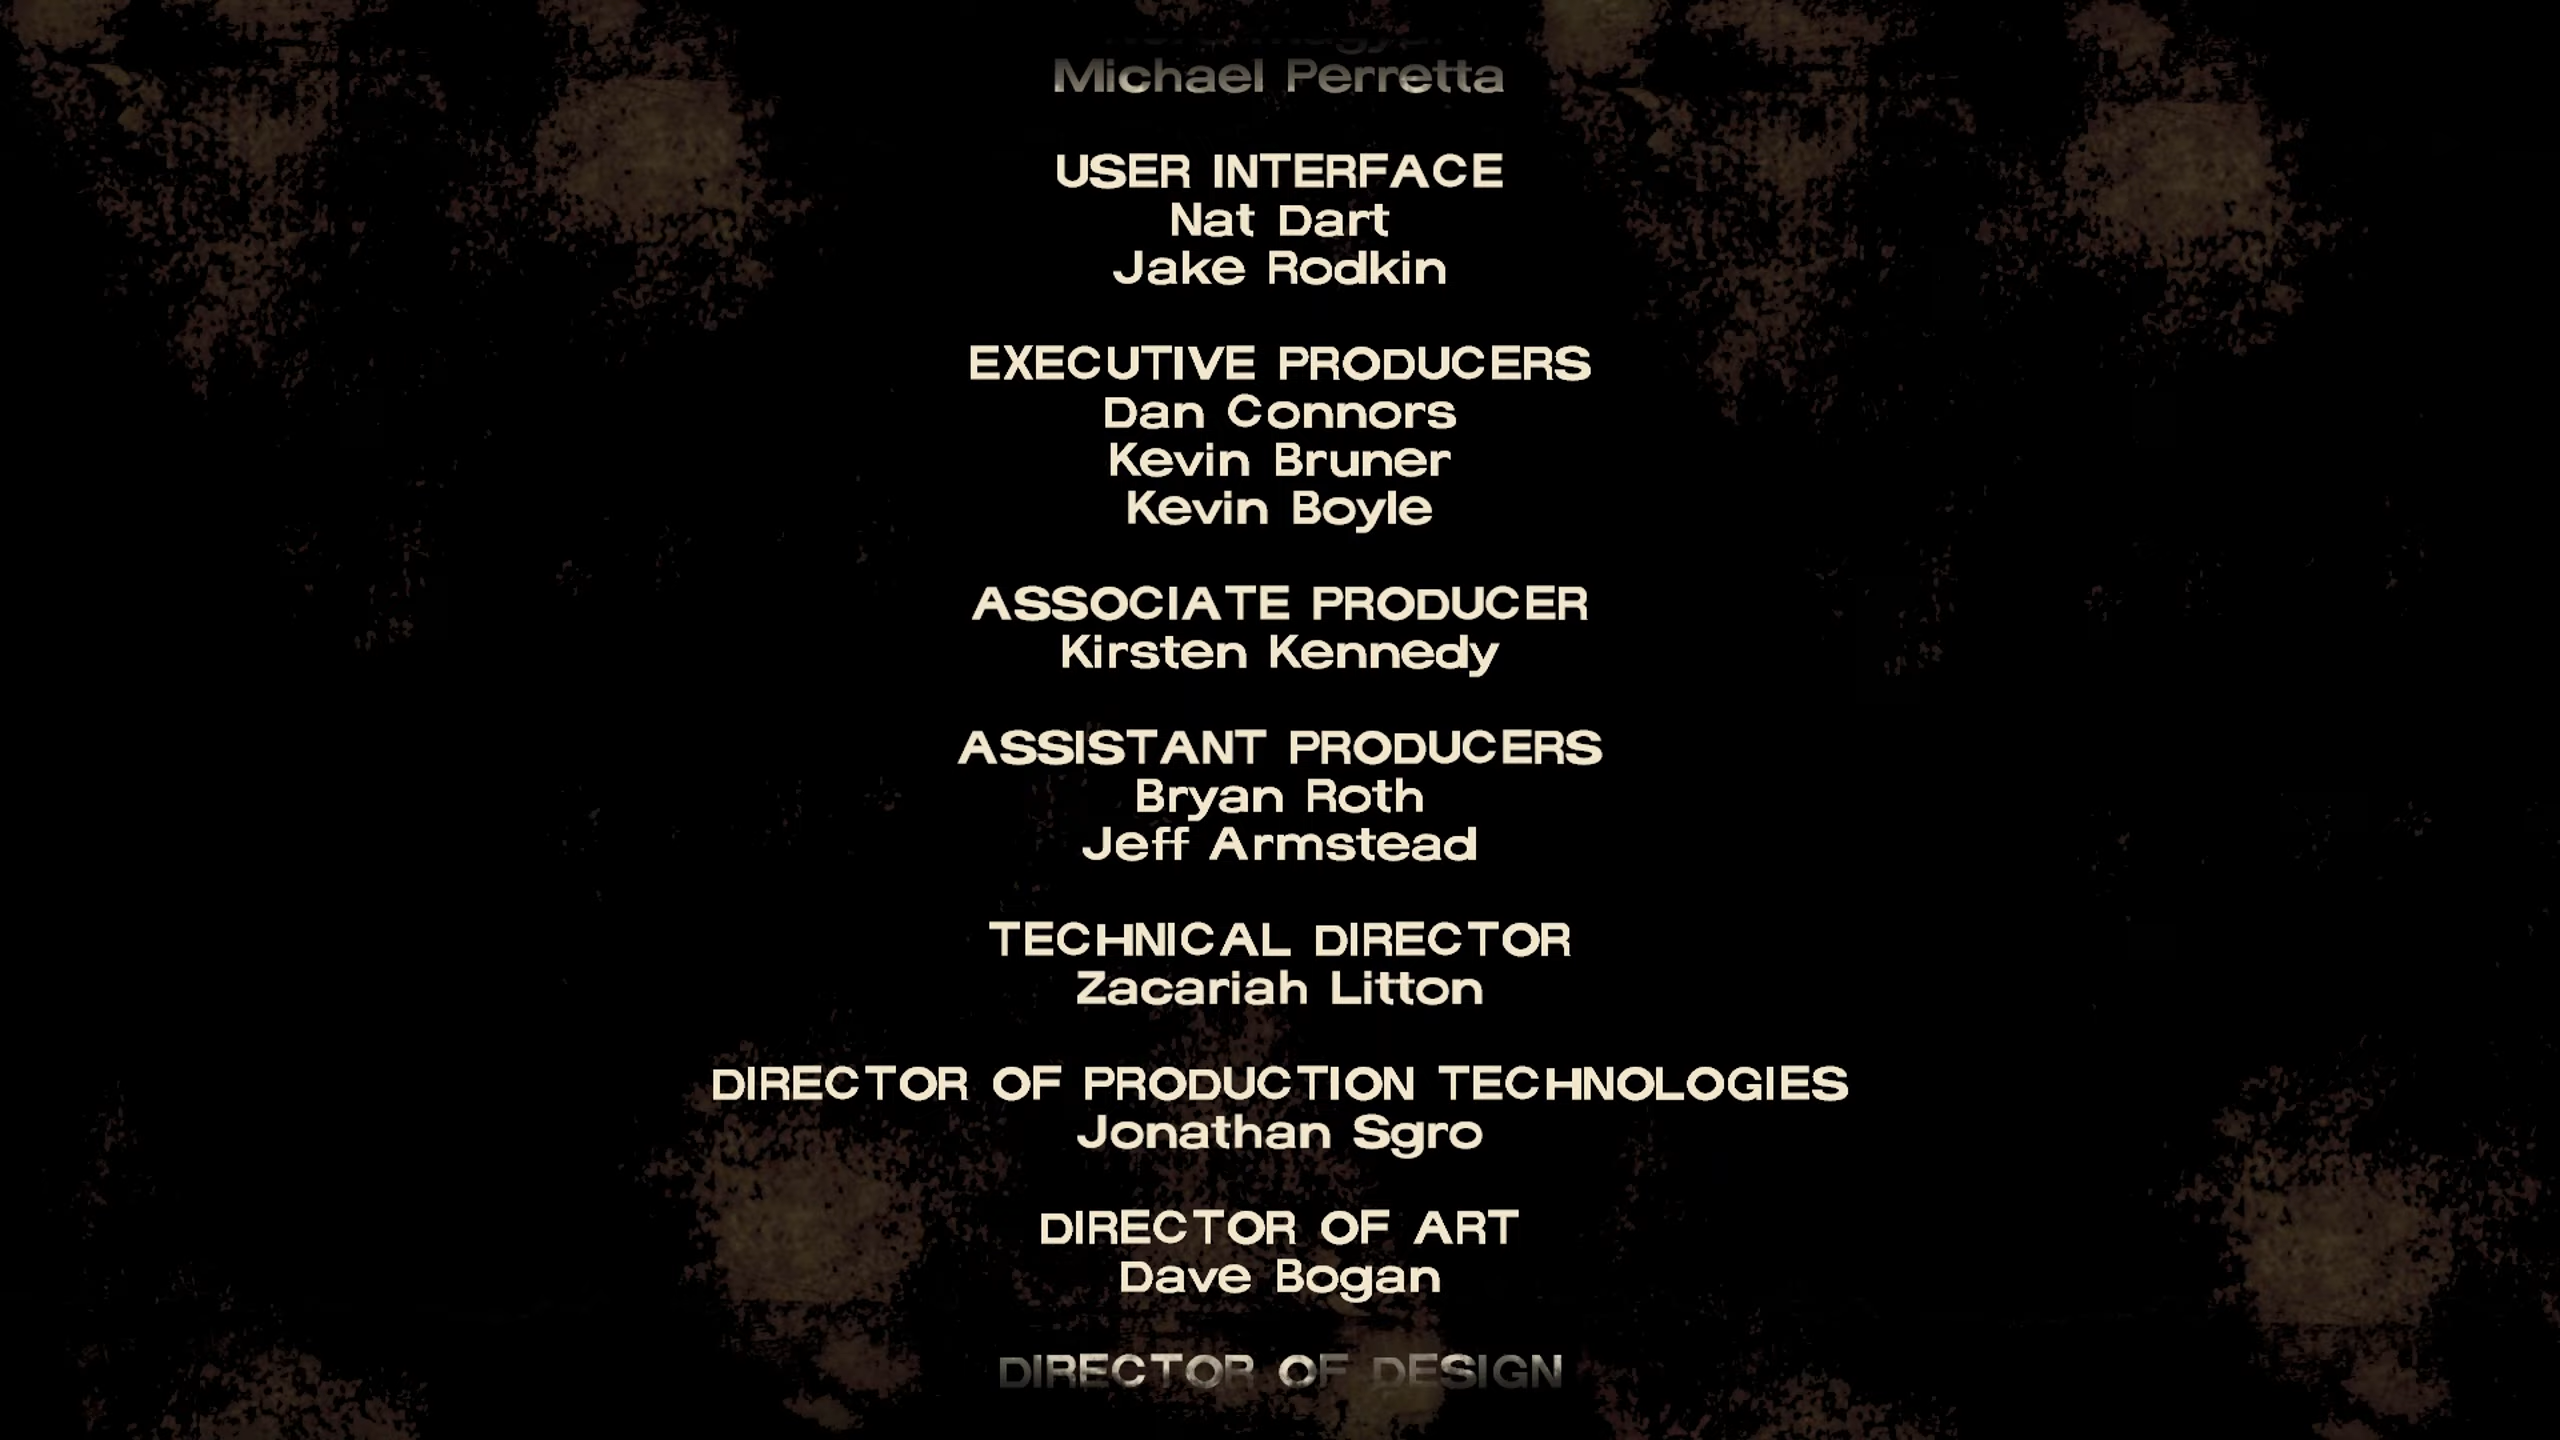 Michael Perretta
USER INTERFACE
Nat Dart
Jake Rodkin
EXECUTIVE PRODUCERS
Dan Connors
Kevin Bruner
Kevin Boyle
ASSOCIATE PRODUCER
Kirsten Kennedy
ASSISTANT PRODUCERS
Bryan Roth
Jeff Armstead
TECHNICAL DIRECTOR
Zacariah Litton
DIRECTOR OF PRODUCTION TECHNOLOGIES
Jonathan Sgro
DIRECTOR OF ART
Dave Bogan
DIRECTOR OF DESIGN